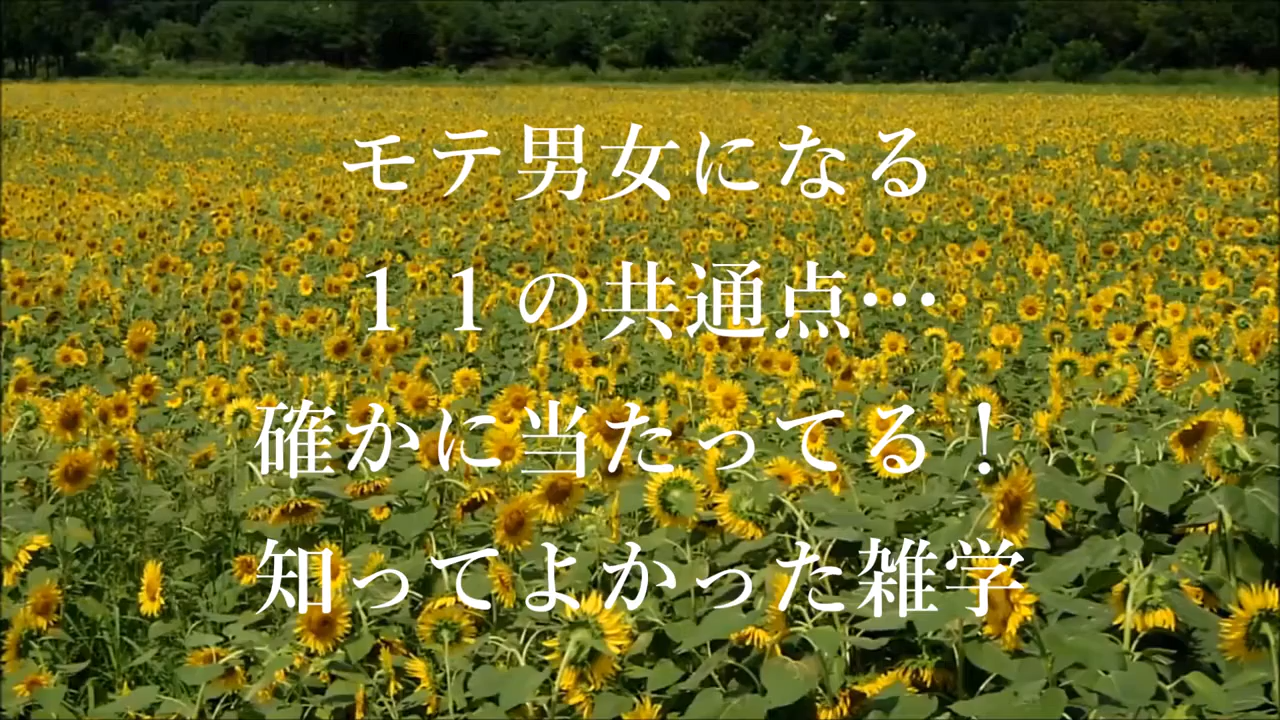 モテ男女になる
１１の共通点…
確かに当たってる！
知ってよかった雑学